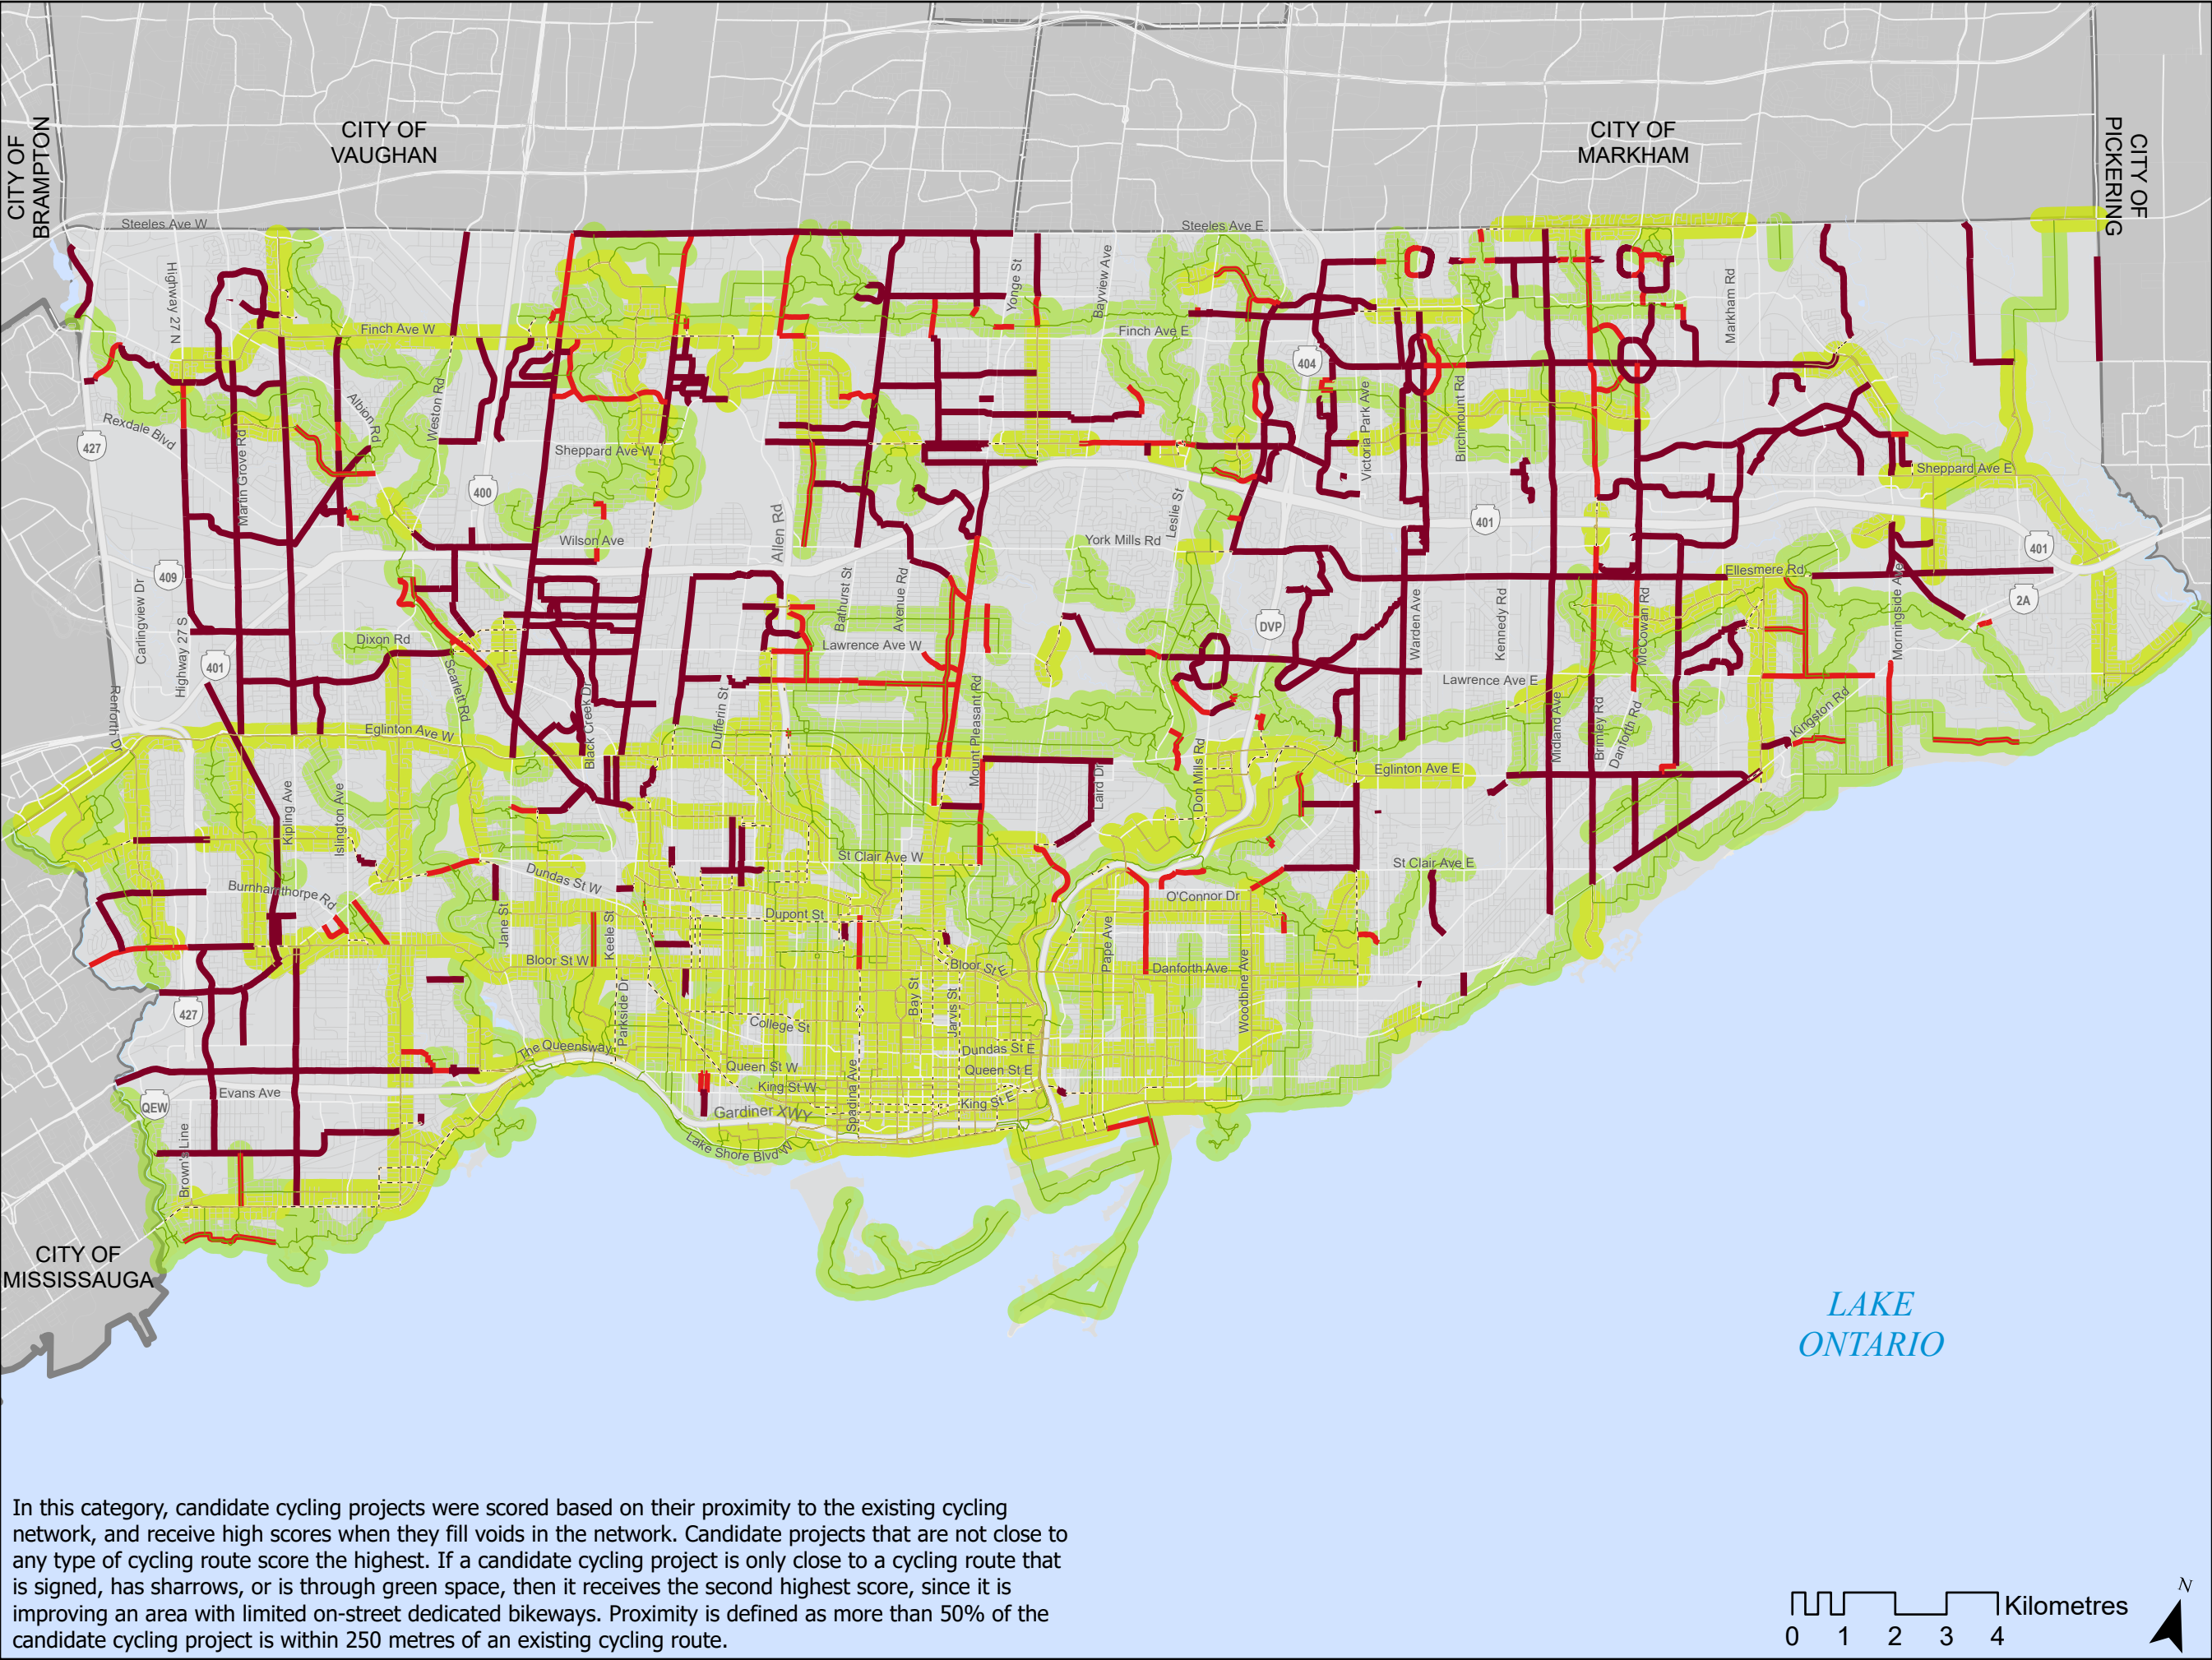 CITY OF
BRAMPTON
CITY OF
VAUGHAN
CITY OF
MARKHAM
CITY OF
PICKERING
Steeles Ave W
Steeles Ave E
Highway 27 N
Yonge St
Bayview Ave
Markham Rd
Finch Ave W
Finch Ave E
404
Albion Rd
Weston Rd
Victoria Park Ave
Birchmount Rd
Rexdale Blvd
427
Martin Grove Rd
Sheppard Ave W
Sheppard Ave E
400
Leslie St
Allen Rd
401
Wilson Ave
York Mills Rd
401
409
Ellesmere Rd
Carlingview Dr
Bathurst St
Avenue Rd
Warden Ave
Kennedy Rd
McCowan Rd
Morningside Ave
2A
DVP
Dixon Rd
Lawrence Ave W
Highway 27 S
401
Scarlett Rd
Lawrence Ave E
Renforth Dr
Black Creek Dr
Dufferin St
Mount Pleasant Rd
Midland Ave
Brimley Rd
Danforth Rd
Kingston Rd
Eglinton Ave W
Eglinton Ave E
Don Mills Rd
Laird Dr
Kipling Ave
Islington Ave
St Clair Ave W
St Clair Ave E
Dundas St W
Burnhamthorpe Rd
O'Connor Dr
Dupont St
Jane St
Keele St
Pape Ave
Bloor St W
Bloor St E
Danforth Ave
Woodbine Ave
Parkside Dr
Bay St
Jarvis St
427
College St
The Queensway
Dundas St E
Queen St W
Queen St E
King St W
King St E
Evans Ave
QEW
Spadina Ave
Gardiner XWY
Lake Shore Blvd W
Brown's Line
CITY OF
MISSISSAUGA
LAKE
ONTARIO
In this category, candidate cycling projects were scored based on their proximity to the existing cycling
network, and receive high scores when they fill voids in the network. Candidate projects that are not close to
any type of cycling route score the highest. If a candidate cycling project is only close to a cycling route that
is signed, has sharrows, or is through green space, then it receives the second highest score, since it is
improving an area with limited on-street dedicated bikeways. Proximity is defined as more than 50% of the
candidate cycling project is within 250 metres of an existing cycling route.
N
Kilometres
0 1 2 3 4